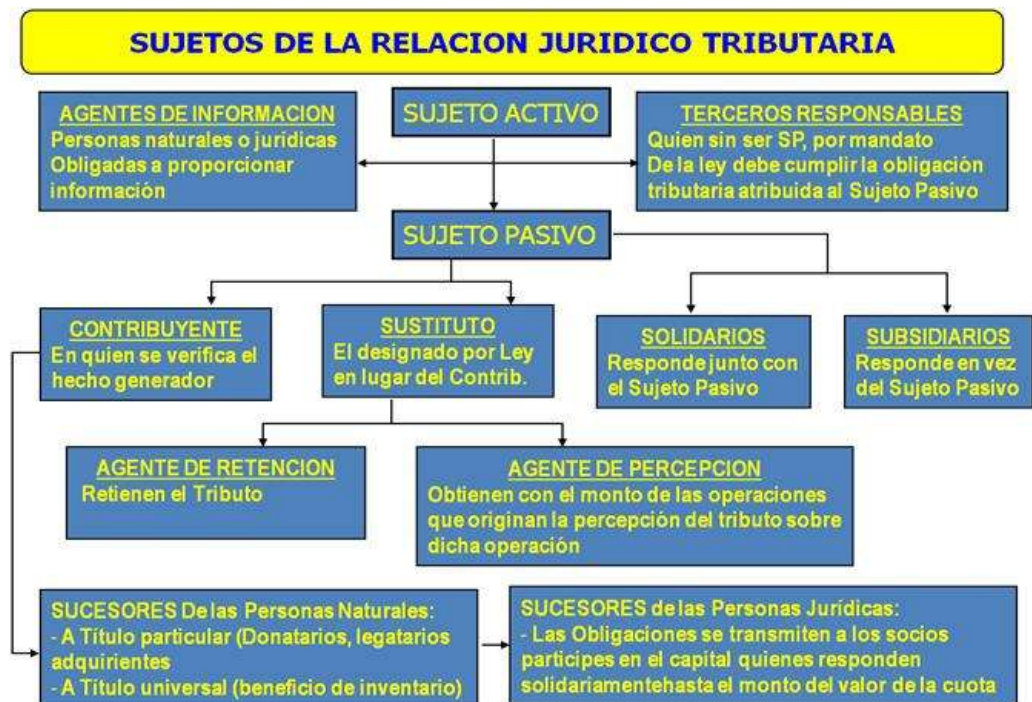 SUJETOS DE LA RELACION JURIDICO TRIBUTARIA
AGENTES DE INFORMACION
Personas naturales o jurídicas
Obligadas a proporcionar
información
SUJETO ACTIVO
TERCEROS RESPONSABLES
Quien sin ser SP, por mandato
De la ley debe cumplir la obligación
tributaria atribuida al Sujeto Pasivo
SUJETO PASIVO
CONTRIBUYENTE
En quien se verifica el
hecho generador
SUSTITUTO
El designado por Ley
en lugar del Contrib.
SOLIDARIOS
Responde junto con
el Sujeto Pasivo
SUBSIDIARIOS
Responde en vez
del Sujeto Pasivo
AGENTE DE RETENCION
Retienen el Tributo
AGENTE DE PERCEPCION
Obtienen con el monto de las operaciones
que originan la percepción del tributo sobre
dicha operación
SUCESORES De las Personas Naturales:
- A Título particular (Donatarios, legatarios
adquirientes
- A Título universal (beneficio de inventario)
SUCESORES de las Personas Jurídicas:
- Las Obligaciones se transmiten a los socios
participes en el capital quienes responden
solidariamentehasta el monto del valor de la cuota